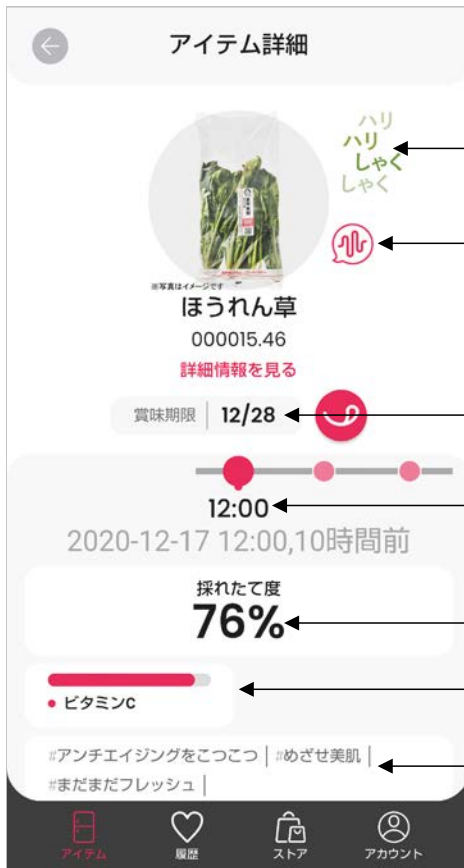 アイテム詳細
ハリ
ハリ
しゃく
しゃく
※写真はイメージです
ほうれん草
000015.46
詳細情報を見る
賞味期限 | 12/28
12:00
2020-12-17 12:00,10時間前
採れたて度
76%
● ビタミンC
#アンチエイジングをこつこつ | #めざせ美肌 |
#まだまだフレッシュ |
アイテム 履歴 ストア アカウント